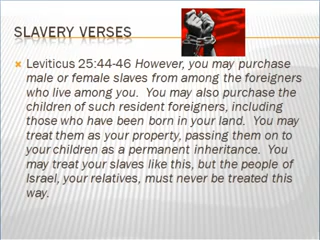 SLAVERY VERSES
Leviticus 25:44-46 However, you may purchase
male or female slaves from among the foreigners
who live among you.  You may also purchase the
children of such resident foreigners, including
those who have been born in your land.  You may
treat them as your property, passing them on to
your children as a permanent inheritance.  You
may treat your slaves like this, but the people of
Israel, your relatives, must never be treated this
way.